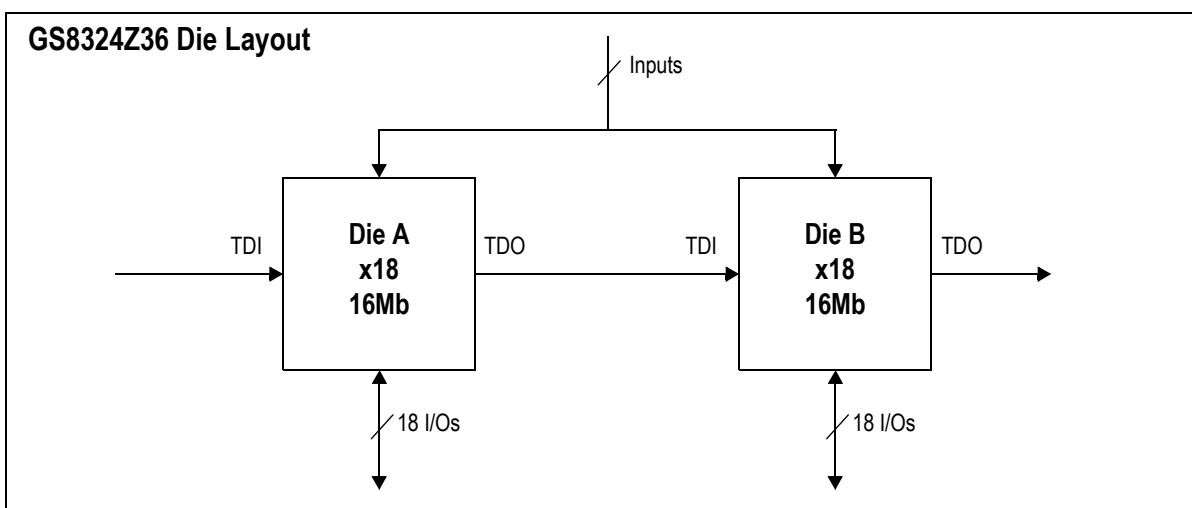 GS8324Z36 Die Layout
Inputs
TDI
Die A
x18
16Mb
TDO
TDI
Die B
x18
16Mb
TDO
18 I/Os
18 I/Os